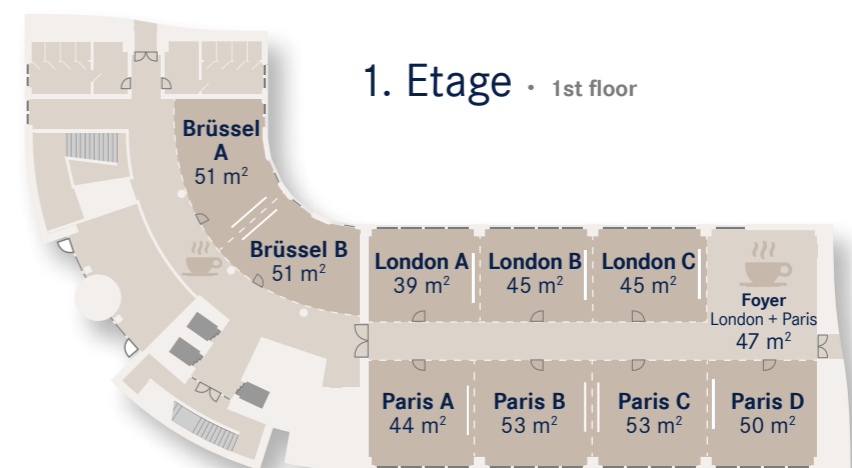 1. Etage · 1st floor
Brüssel
A
51 m²
Brüssel B
51 m²
London A
39 m²
London B
45 m²
London C
45 m²
Foyer
London + Paris
47 m²
Paris A
44 m²
Paris B
53 m²
Paris C
53 m²
Paris D
50 m²